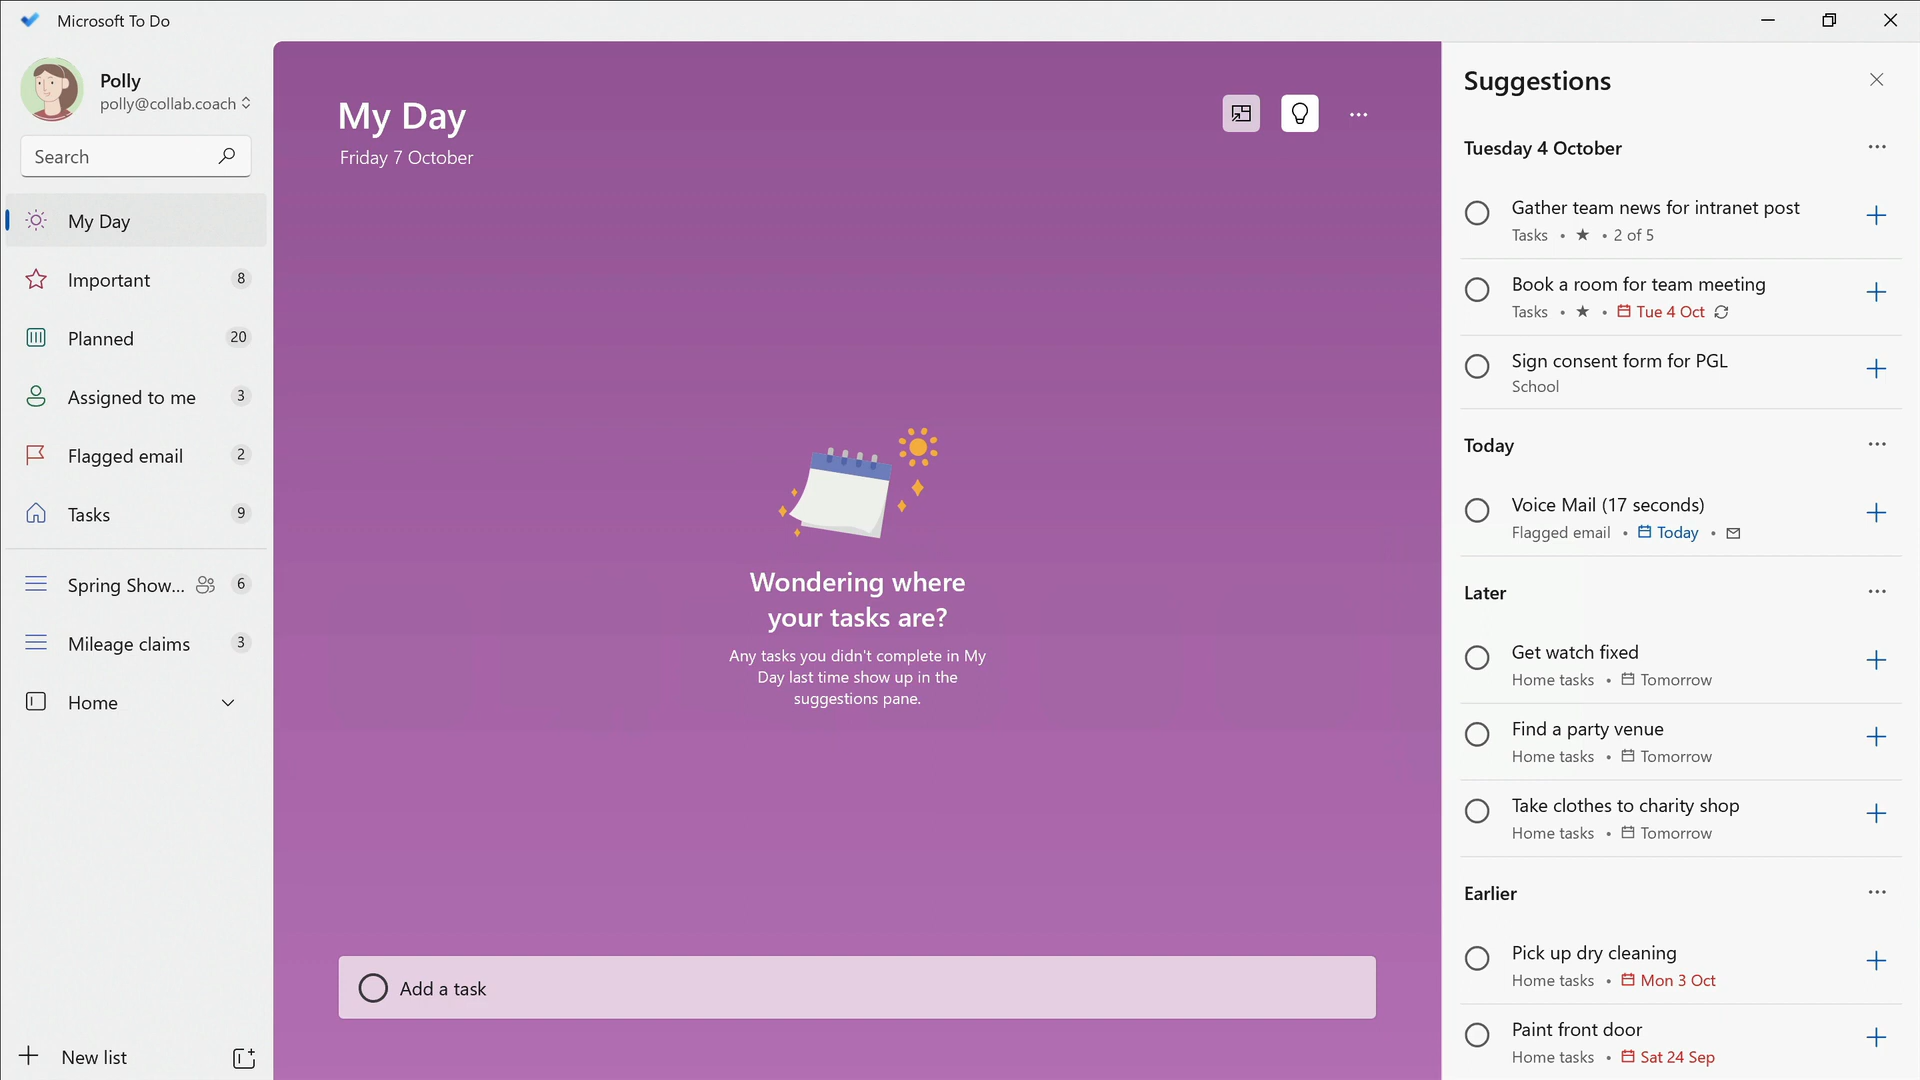 Microsoft To Do
Polly
polly@collab.coach
Search
My Day
Important 8
Planned 20
Assigned to me 3
Flagged email 2
Tasks 9
Spring Show... 6
Mileage claims 3
Home
New list
My Day
Friday 7 October
Wondering where
your tasks are?
Any tasks you didn't complete in My
Day last time show up in the
suggestions pane.
Add a task
Suggestions
Tuesday 4 October
Gather team news for intranet post
Tasks • ★ • 2 of 5
Book a room for team meeting
Tasks • ★ • Tue 4 Oct
Sign consent form for PGL
School
Today
Voice Mail (17 seconds)
Flagged email • Today •
Later
Get watch fixed
Home tasks • Tomorrow
Find a party venue
Home tasks • Tomorrow
Take clothes to charity shop
Home tasks • Tomorrow
Earlier
Pick up dry cleaning
Home tasks • Mon 3 Oct
Paint front door
Home tasks • Sat 24 Sep